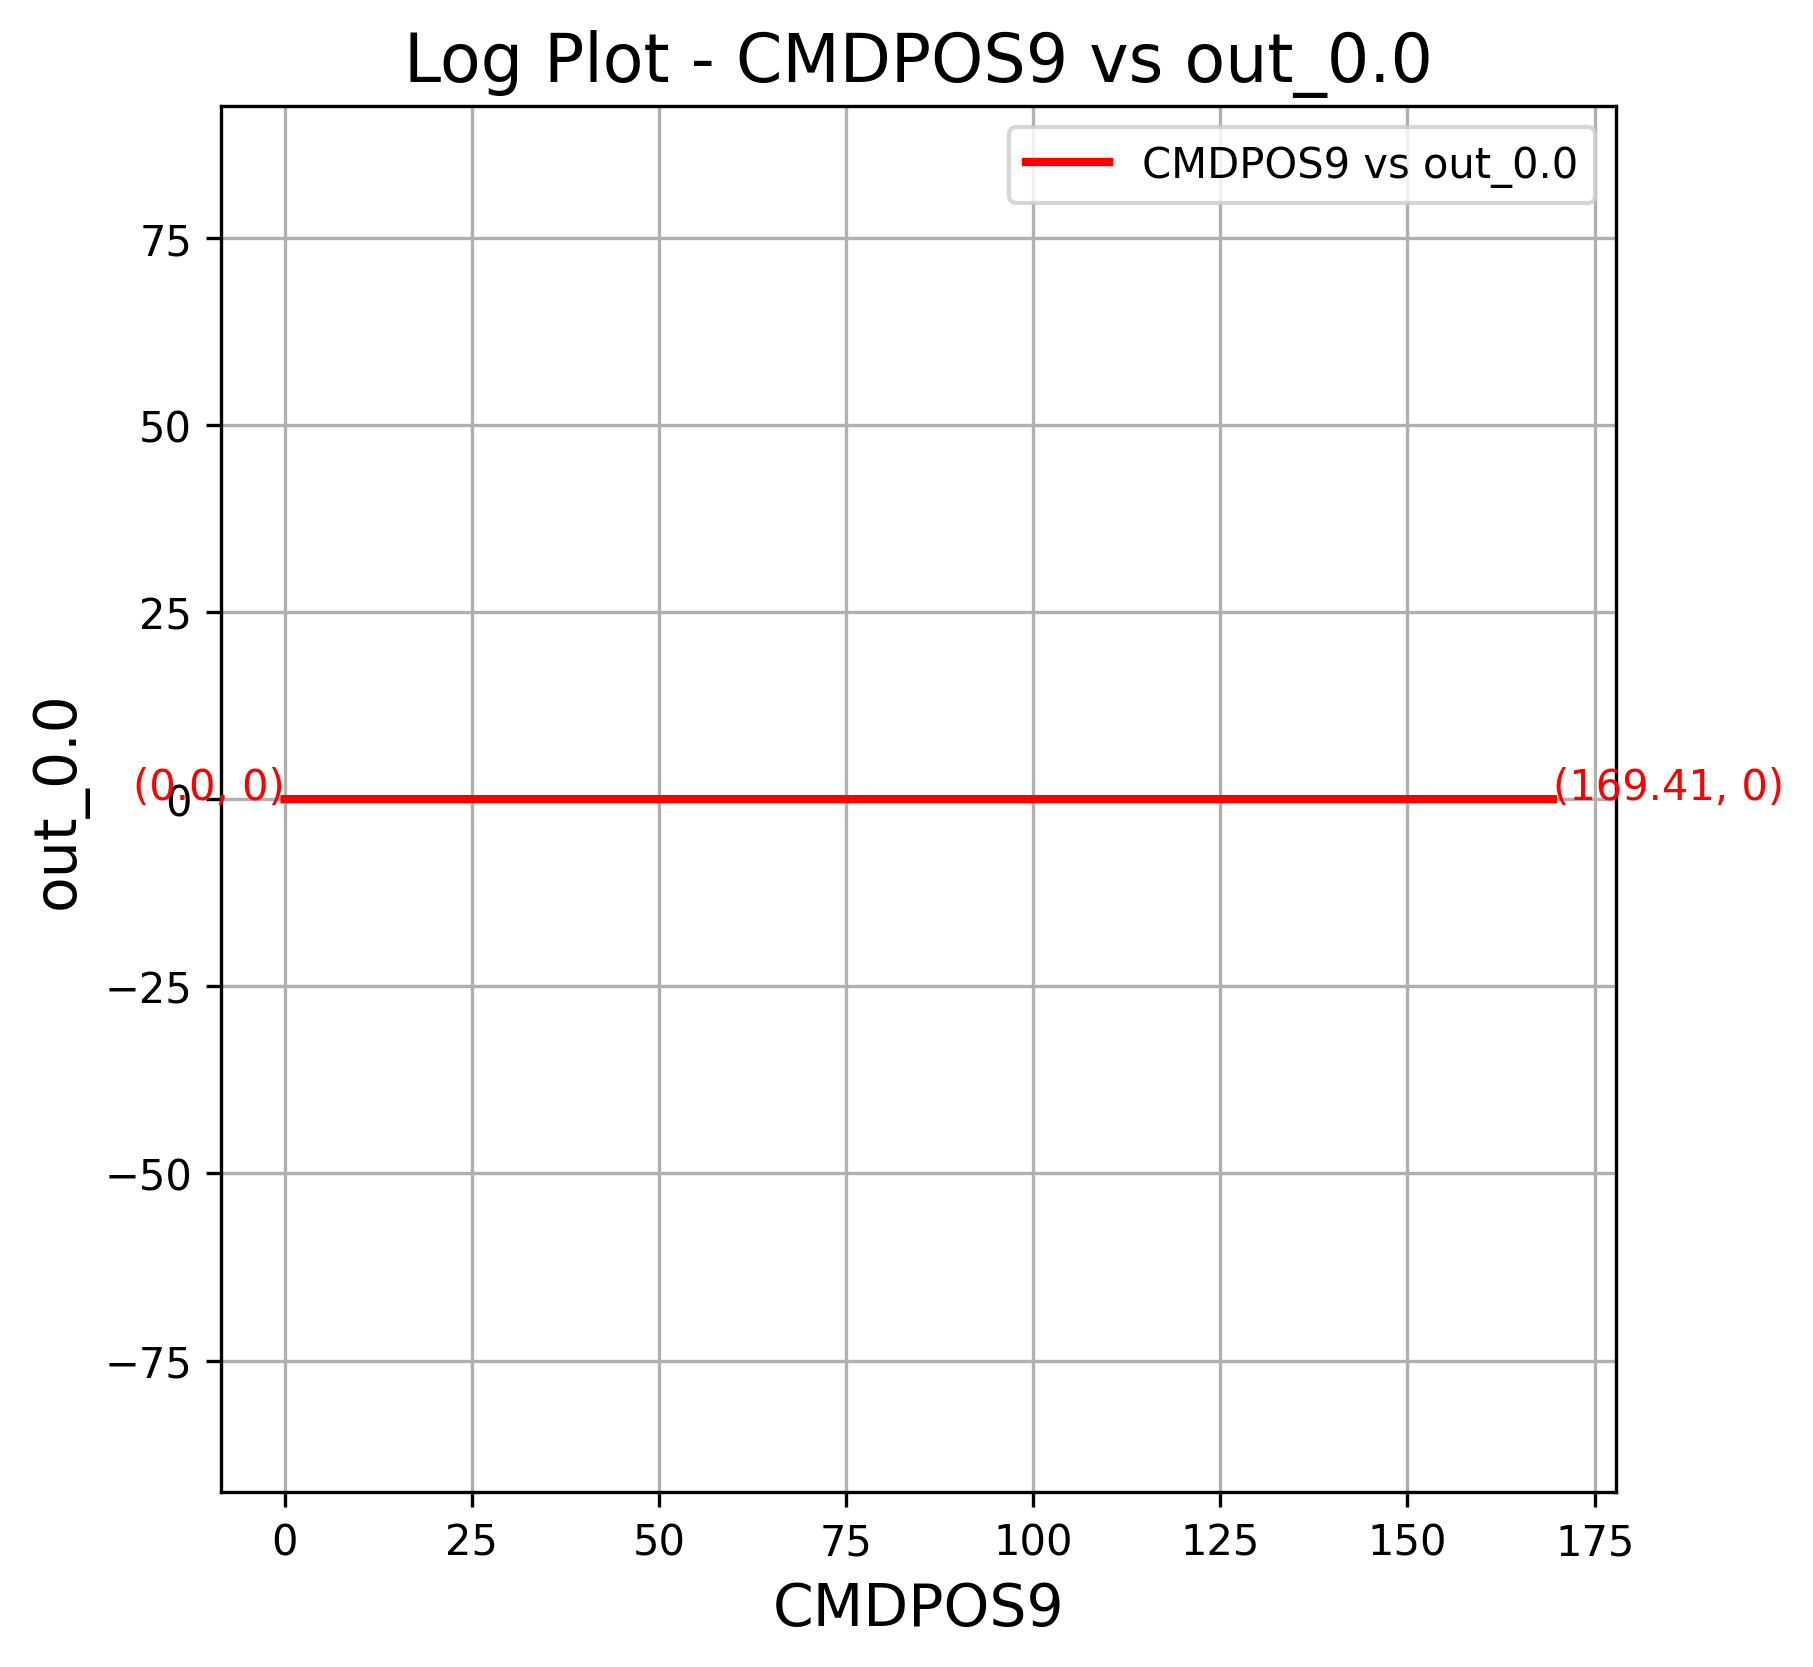 Log Plot - CMDPOS9 vs out_0.0
CMDPOS9 vs out_0.0
75
50
25
(0.0, 0)
0
(169.41, 0)
−25
−50
−75
out_0.0
0 25 50 75 100 125 150 175
CMDPOS9